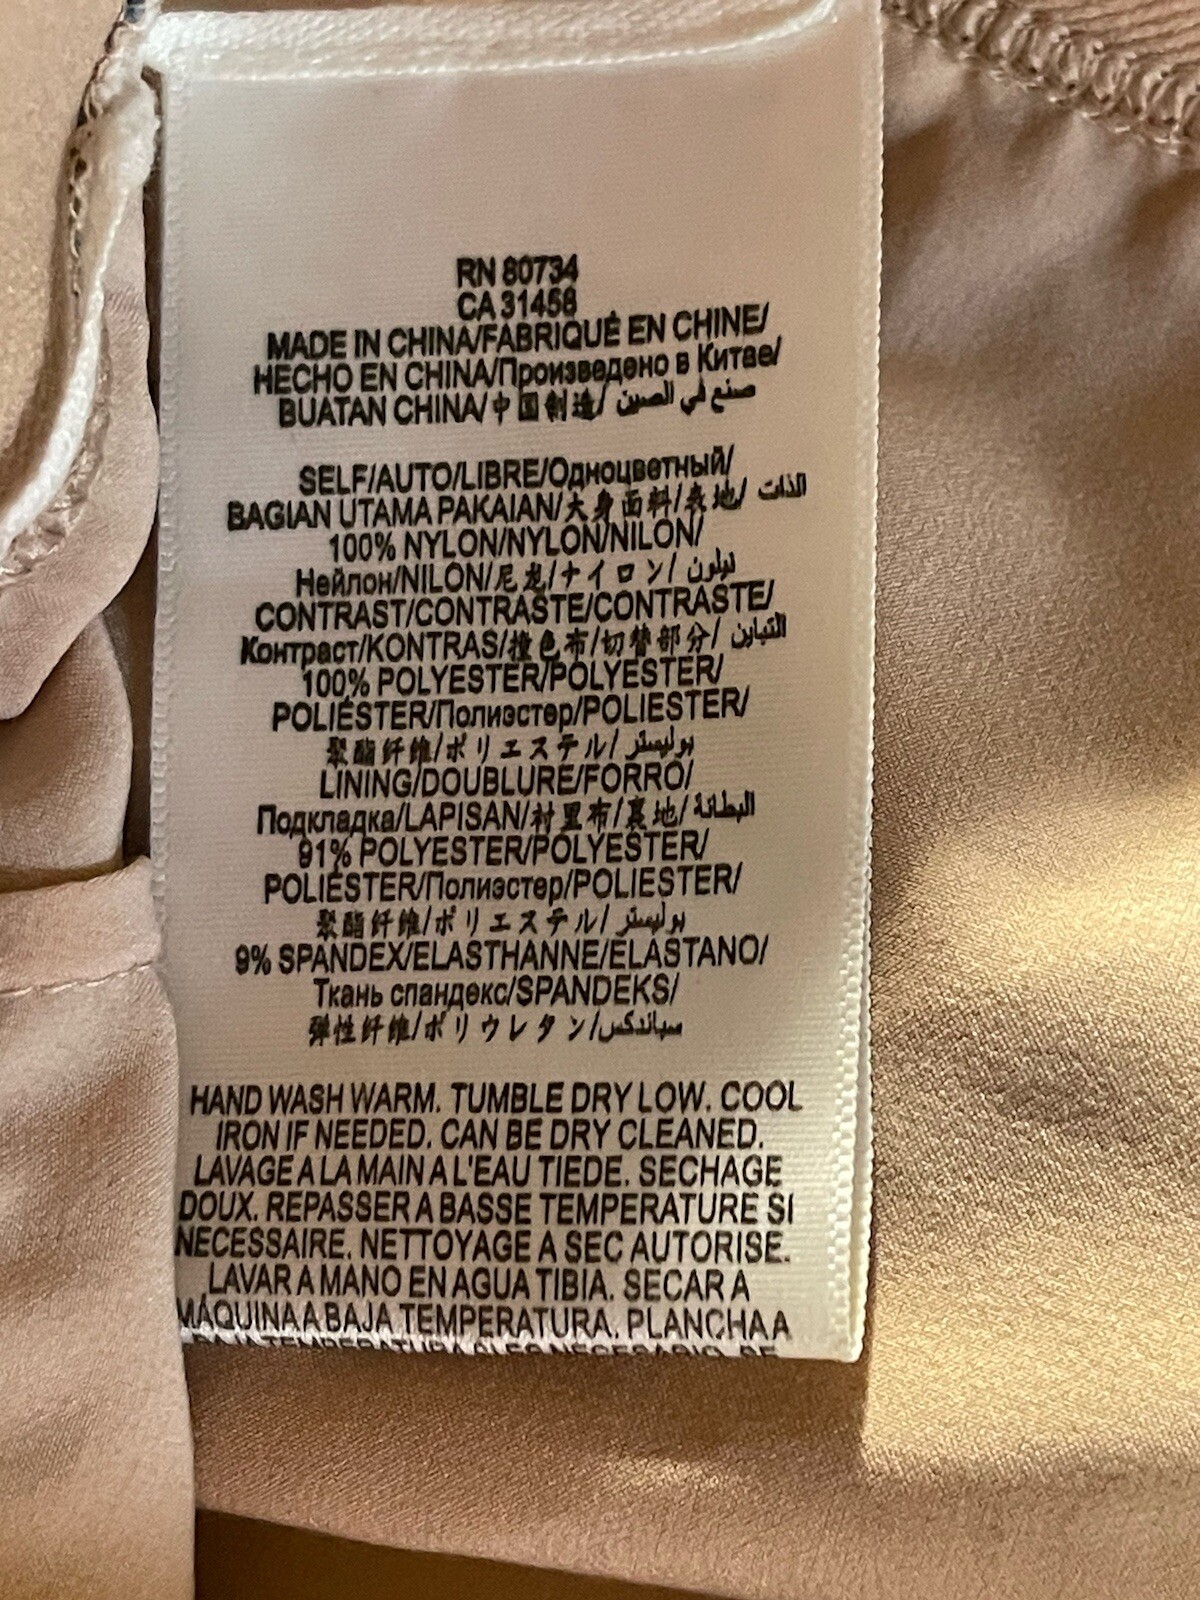 RN 80734
CA 31458
MADE IN CHINA/FABRIQUÉ EN CHINE/
HECHO EN CHINA/Произведено в Китае/
BUATAN CHINA/中国制造/ صنع في الصين
SELF/AUTO/LIBRE/Одноцветный/
BAGIAN UTAMA PAKAIAN/大身面料/表地/ الذات
100% NYLON/NYLON/NILON/
Нейлон/NILON/尼龙/ナイロン/ نيلون
CONTRAST/CONTRASTE/CONTRASTE/
Контраст/KONTRAS/撞色布/切替部分/ التباين
100% POLYESTER/POLYESTER/
POLIÉSTER/Полиэстер/POLIESTER/
聚酯纤维/ポリエステル/ بوليستر
LINING/DOUBLURE/FORRO/
Подкладка/LAPISAN/衬里布/裏地/ البطانة
91% POLYESTER/POLYESTER/
POLIÉSTER/Полиэстер/POLIESTER/
聚酯纤维/ポリエステル/ بوليستر
9% SPANDEX/ELASTHANNE/ELASTANO/
Ткань спандекс/SPANDEKS/
弹性纤维/ポリウレタン/سباندكس
HAND WASH WARM. TUMBLE DRY LOW. COOL
IRON IF NEEDED. CAN BE DRY CLEANED.
LAVAGE A LA MAIN A L'EAU TIEDE. SECHAGE
DOUX. REPASSER A BASSE TEMPERATURE SI
NECESSAIRE. NETTOYAGE A SEC AUTORISE.
LAVAR A MANO EN AGUA TIBIA. SECAR A
MÁQUINA A BAJA TEMPERATURA. PLANCHA A